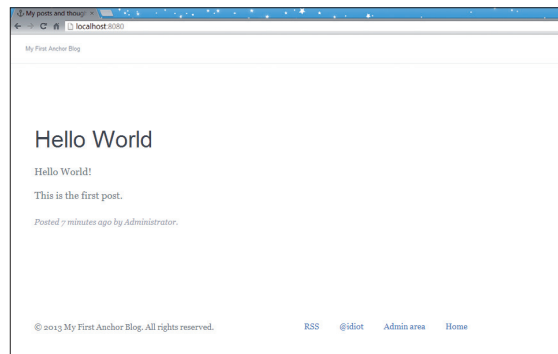 My posts and though
localhost:8080
My First Anchor Blog
Hello World
Hello World!
This is the first post.
Posted 7 minutes ago by Administrator.
© 2013 My First Anchor Blog. All rights reserved. RSS @idiot Admin area Home